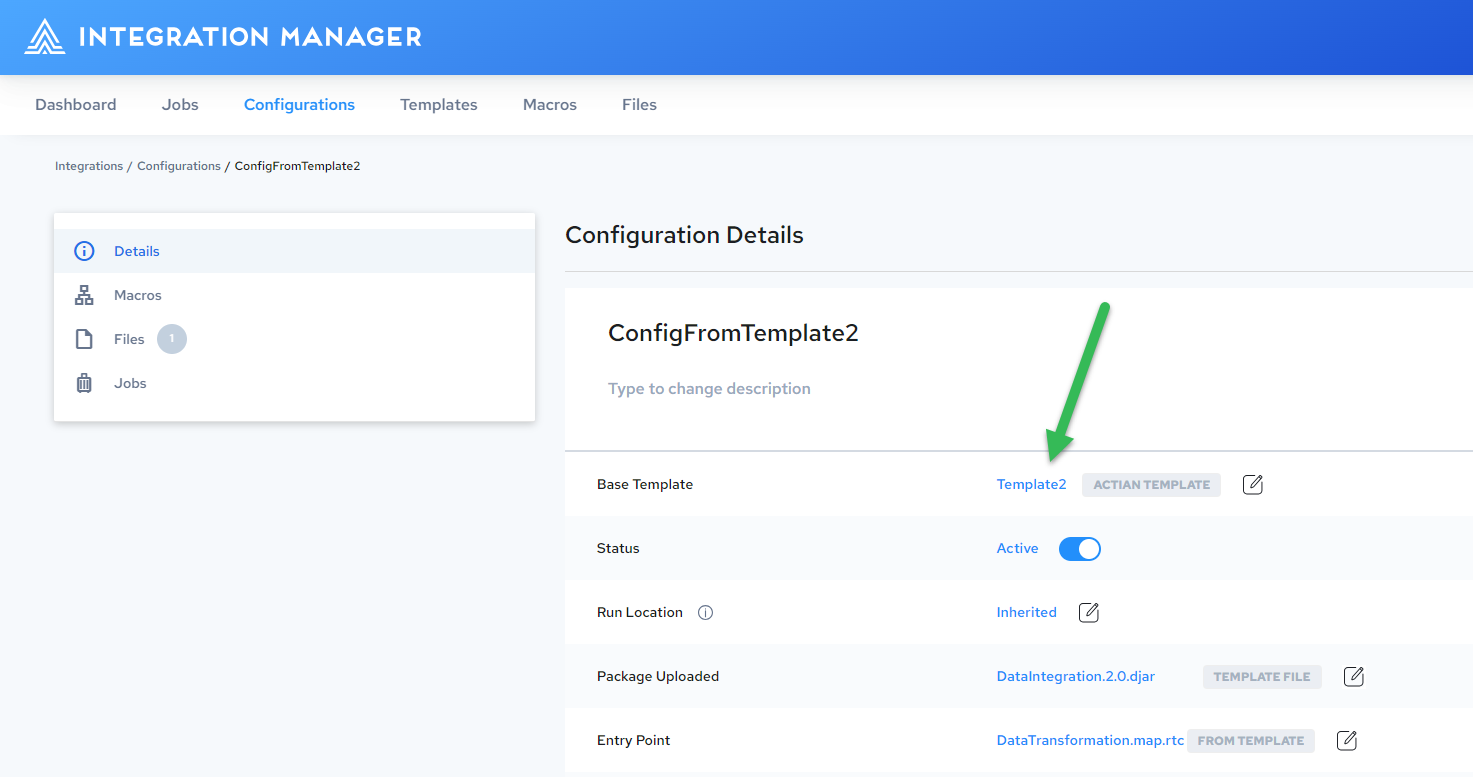 INTEGRATION MANAGER
Dashboard Jobs Configurations Templates Macros Files
Integrations / Configurations / ConfigFromTemplate2
Details
Macros
Files 1
Jobs
Configuration Details
ConfigFromTemplate2
Type to change description
Base Template Template2 ACTIAN TEMPLATE
Status Active
Run Location Inherited
Package Uploaded DataIntegration.2.0.djar TEMPLATE FILE
Entry Point DataTransformation.map.rtc FROM TEMPLATE